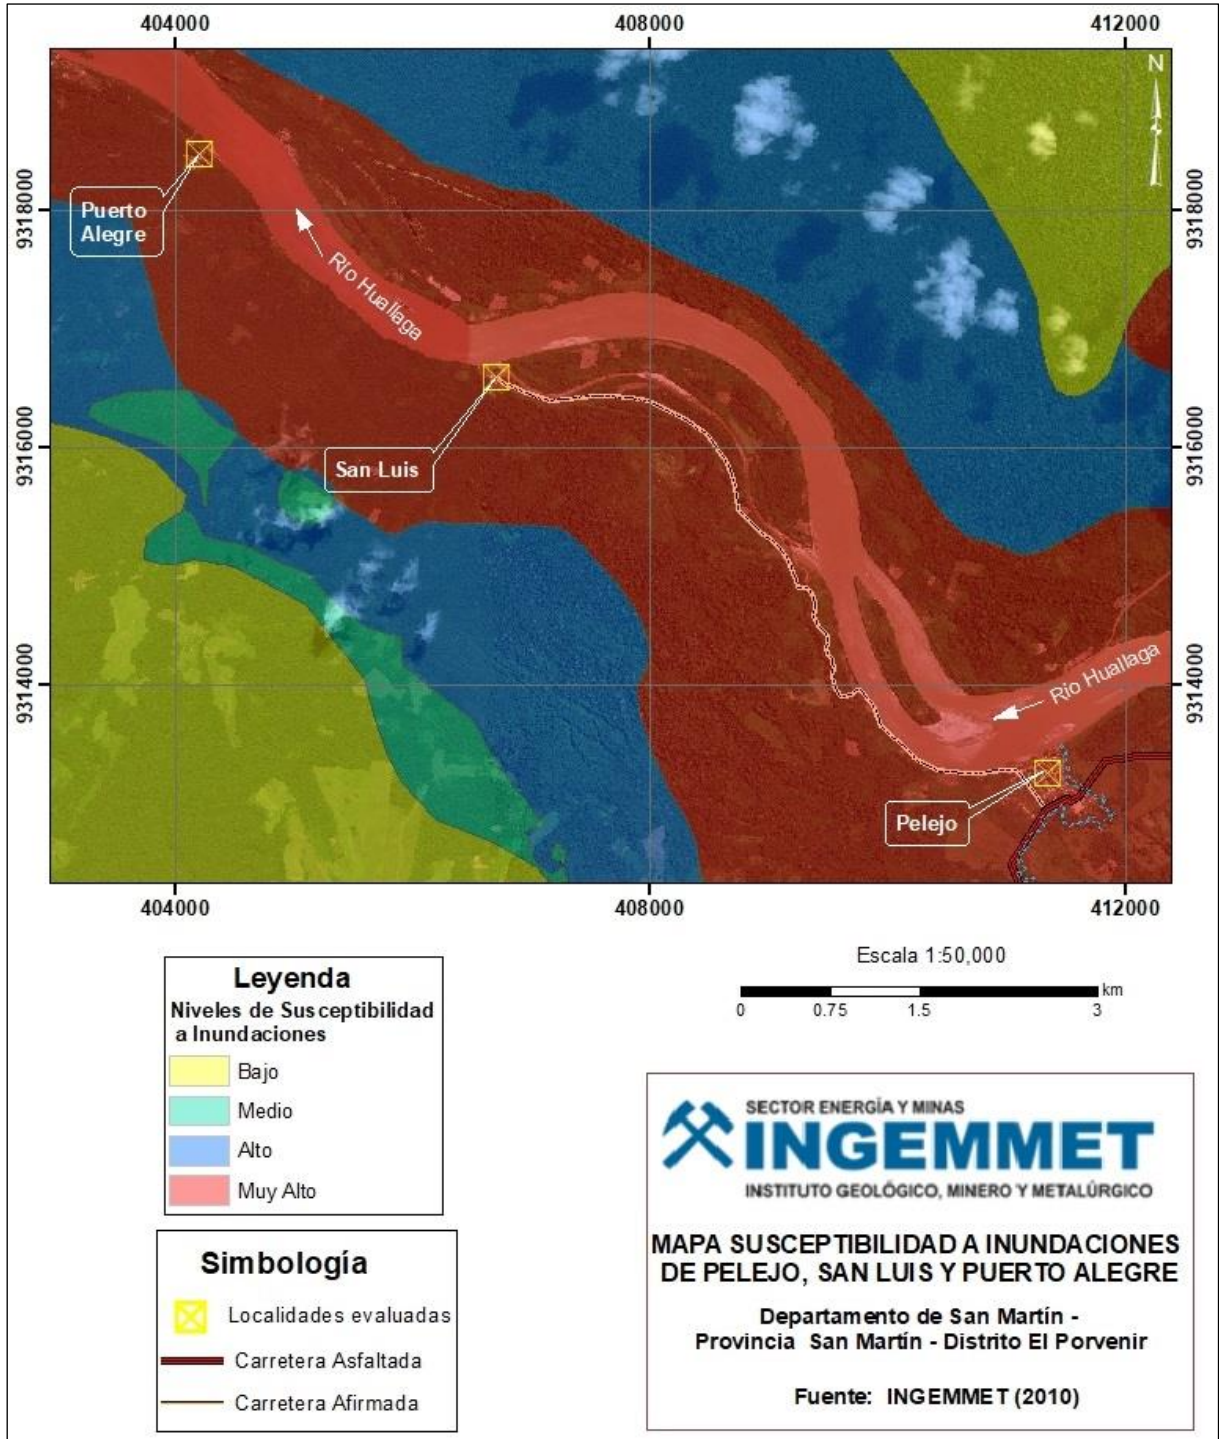 404000
408000
412000
N
9318000
9318000
Puerto
Alegre
Río Huallaga
9316000
9316000
San Luis
9314000
9314000
Río Huallaga
Pelejo
404000
408000
412000
Leyenda
Niveles de Susceptibilidad
a Inundaciones
Bajo
Medio
Alto
Muy Alto
Escala 1:50,000
km
0
0.75
1.5
3
Simbología
Localidades evaluadas
Carretera Asfaltada
Carretera Afirmada
SECTOR ENERGÍA Y MINAS
INGEMMET
INSTITUTO GEOLÓGICO, MINERO Y METALÚRGICO
MAPA SUSCEPTIBILIDAD A INUNDACIONES
DE PELEJO, SAN LUIS Y PUERTO ALEGRE
Departamento de San Martín -
Provincia San Martín - Distrito El Porvenir
Fuente: INGEMMET (2010)